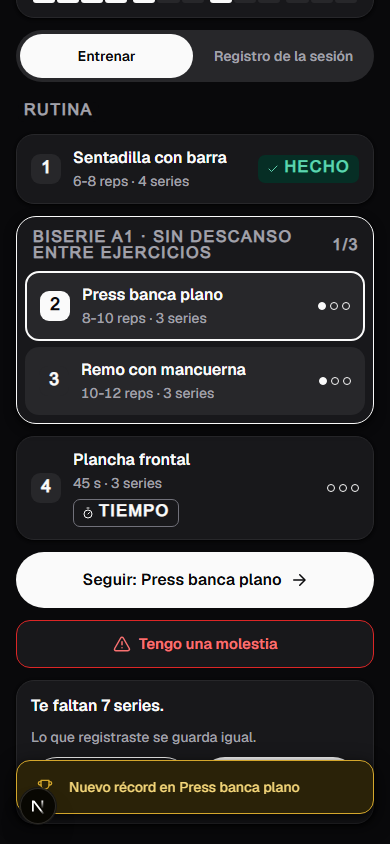 Entrenar
Registro de la sesión
RUTINA
1
Sentadilla con barra
6-8 reps · 4 series
HECHO
BISERIE A1 · SIN DESCANSO
ENTRE EJERCICIOS
1/3
2
Press banca plano
8-10 reps · 3 series
3
Remo con mancuerna
10-12 reps · 3 series
4
Plancha frontal
45 s · 3 series
TIEMPO
Seguir: Press banca plano →
Tengo una molestia
Te faltan 7 series.
Lo que registraste se guarda igual.
Nuevo récord en Press banca plano
N